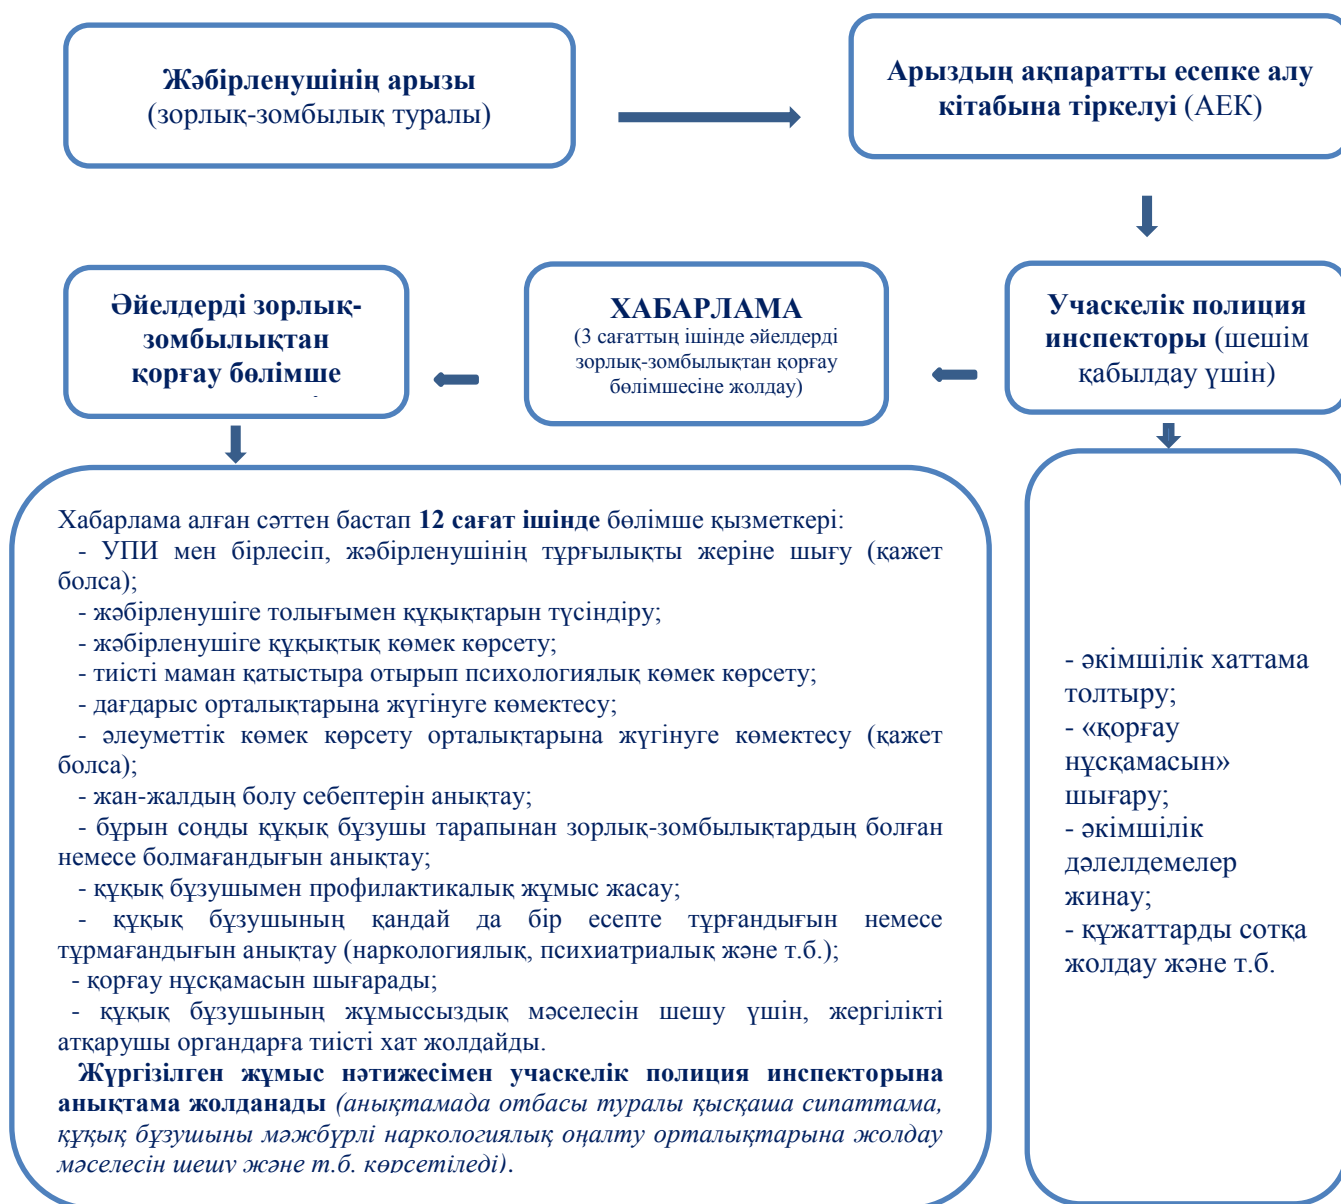 Жәбірленушінің арызы
(зорлық-зомбылық туралы)
Арыздың ақпаратты есепке алу
кітабына тіркелуі (АЕК)
Әйелдерді зорлық-
зомбылықтан
қорғау бөлімше
ХАБАРЛАМА
(3 сағаттың ішінде әйелдерді
зорлық-зомбылықтан қорғау
бөлімшесіне жолдау)
Учаскелік полиция
инспекторы (шешім
қабылдау үшін)
Хабарлама алған сәттен бастап 12 сағат ішінде бөлімше қызметкері:
- УПИ мен бірлесіп, жәбірленушінің тұрғылықты жеріне шығу (қажет
болса);
- жәбірленушіге толығымен құқықтарын түсіндіру;
- жәбірленушіге құқықтық көмек көрсету;
- тиісті маман қатыстыра отырып психологиялық көмек көрсету;
- дағдарыс орталықтарына жүгінуге көмектесу;
- әлеуметтік көмек көрсету орталықтарына жүгінуге көмектесу (қажет
болса);
- жан-жалдың болу себептерін анықтау;
- бұрын соңды құқық бұзушы тарапынан зорлық-зомбылықтардың болған
немесе болмағандығын анықтау;
- құқық бұзушымен профилактикалық жұмыс жасау;
- құқық бұзушының қандай да бір есепте тұрғандығын немесе
тұрмағандығын анықтау (наркологиялық, психиатриалық және т.б.);
- қорғау нұсқамасын шығарады;
- құқық бұзушының жұмыссыздық мәселесін шешу үшін, жергілікті
атқарушы органдарға тиісті хат жолдайды.
Жүргізілген жұмыс нәтижесімен учаскелік полиция инспекторына
анықтама жолданады (анықтамада отбасы туралы қысқаша сипаттама,
құқық бұзушыны мәжбүрлі наркологиялық оңалту орталықтарына жолдау
мәселесін шешу және т.б. көрсетіледі).
- әкімшілік хаттама
толтыру;
- «қорғау
нұсқамасын»
шығару;
- әкімшілік
дәлелдемелер
жинау;
- құжаттарды сотқа
жолдау және т.б.